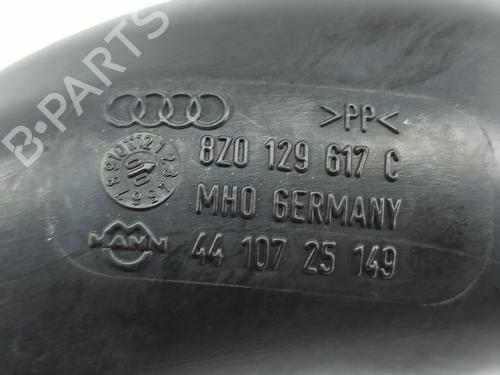 >PP<
8Z0 129 617 C
MHO GERMANY
MANN
44 107 25 149
B-PARTS